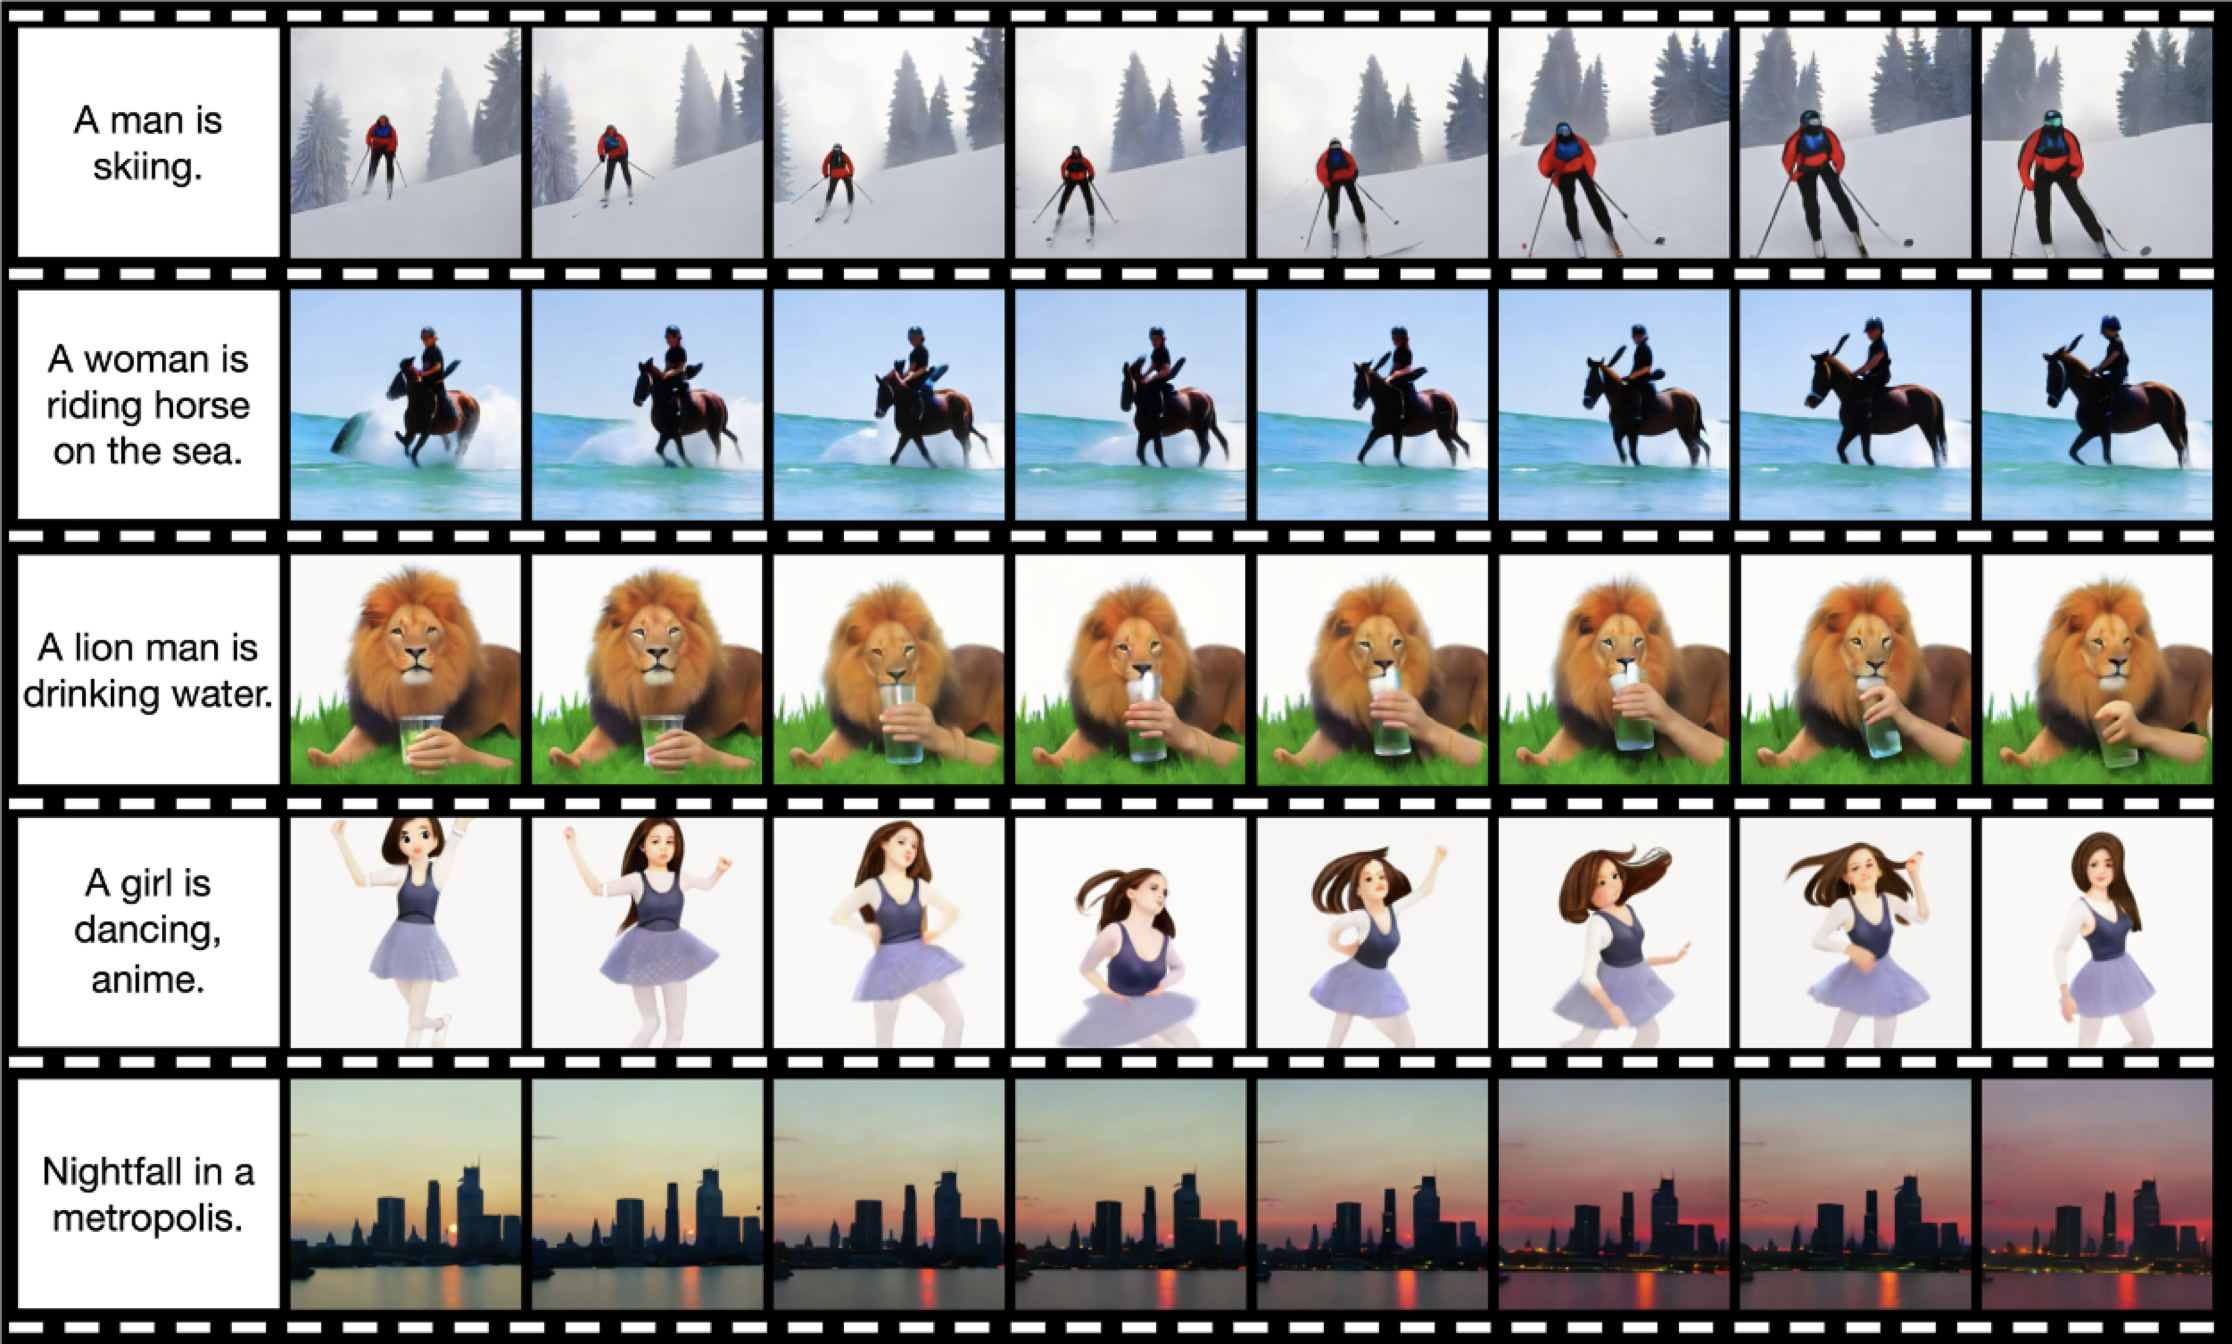 A man is
skiing.
A woman is
riding horse
on the sea.
A lion man is
drinking water.
A girl is
dancing,
anime.
Nightfall in a
metropolis.